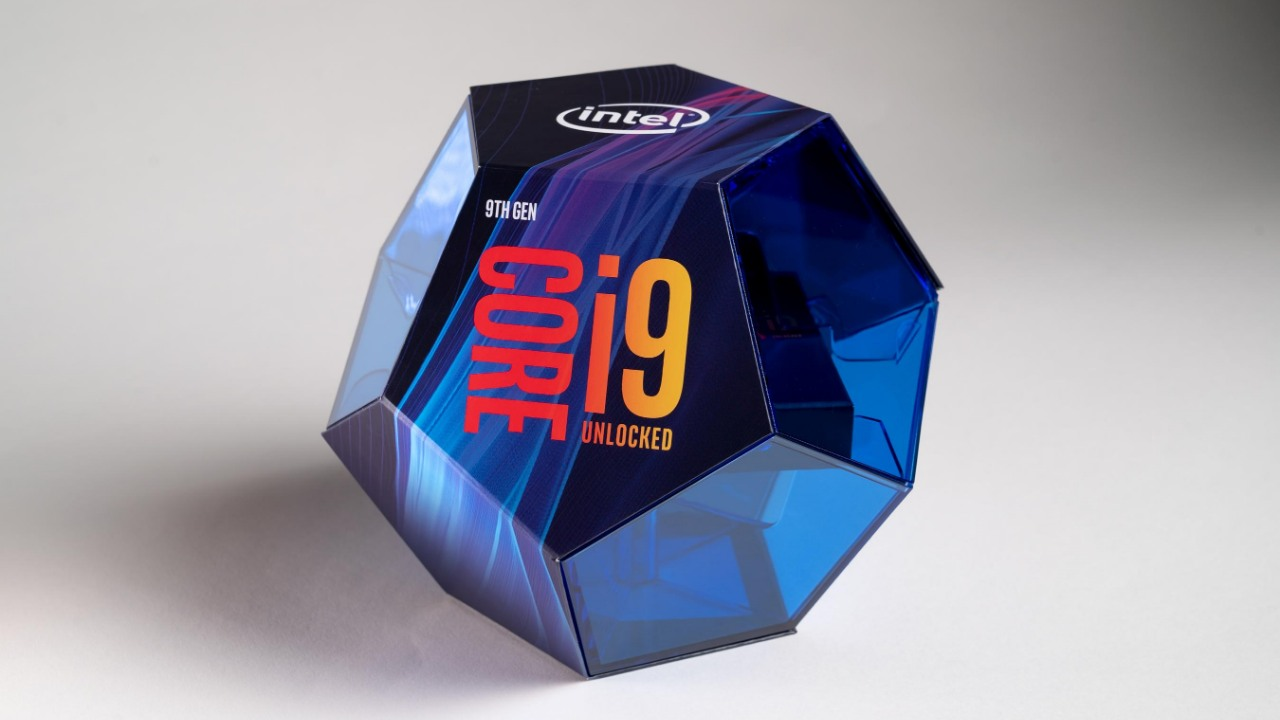 intel
9TH GEN
CORE i9
UNLOCKED